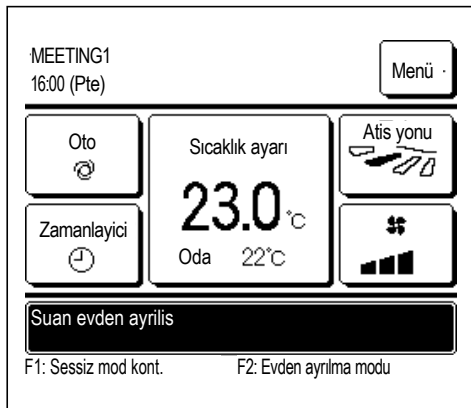 MEETING1
16:00 (Pte)
Menü
Oto
Sıcaklık ayarı
Atis yonu
23.0 °C
Zamanlayici
Oda 22°C
Suan evden ayrilis
F1: Sessiz mod kont. F2: Evden ayrılma modu